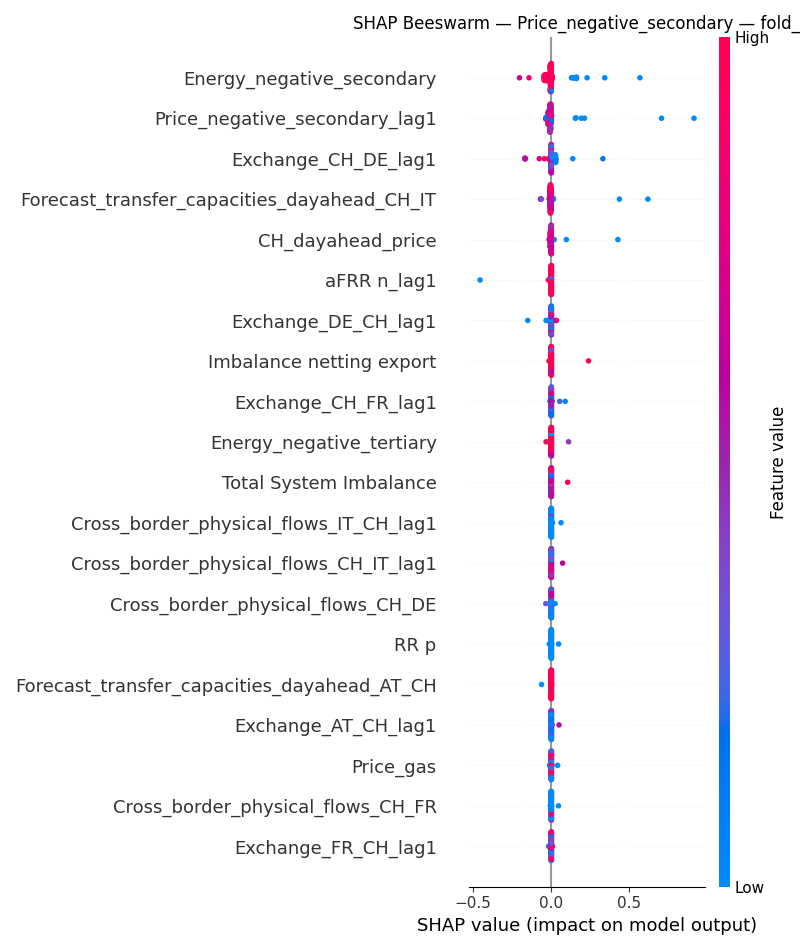 SHAP Beeswarm — Price_negative_secondary — fold_
High
Energy_negative_secondary
Price_negative_secondary_lag1
Exchange_CH_DE_lag1
Forecast_transfer_capacities_dayahead_CH_IT
CH_dayahead_price
aFRR n_lag1
Exchange_DE_CH_lag1
Imbalance netting export
Exchange_CH_FR_lag1
Energy_negative_tertiary
Total System Imbalance
Cross_border_physical_flows_IT_CH_lag1
Cross_border_physical_flows_CH_IT_lag1
Cross_border_physical_flows_CH_DE
RR p
Forecast_transfer_capacities_dayahead_AT_CH
Exchange_AT_CH_lag1
Price_gas
Cross_border_physical_flows_CH_FR
Exchange_FR_CH_lag1
Feature value
Low
−0.5 0.0 0.5
SHAP value (impact on model output)